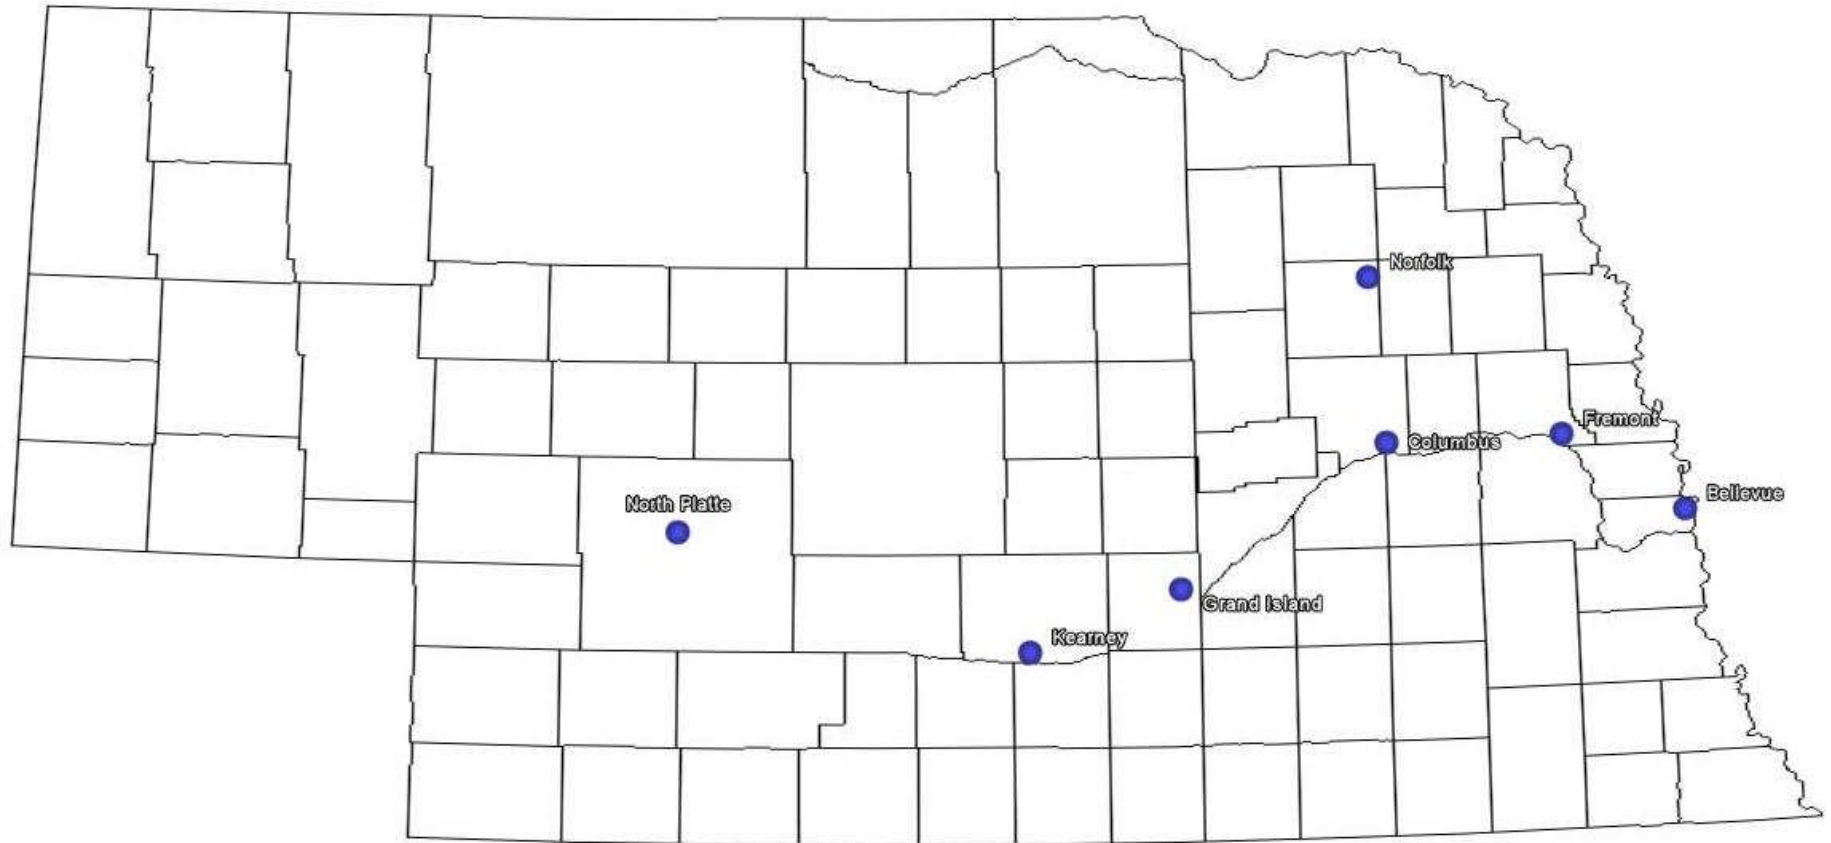 Norfolk
Fremont
Columbus
Bellevue
North Platte
Grand Island
Kearney